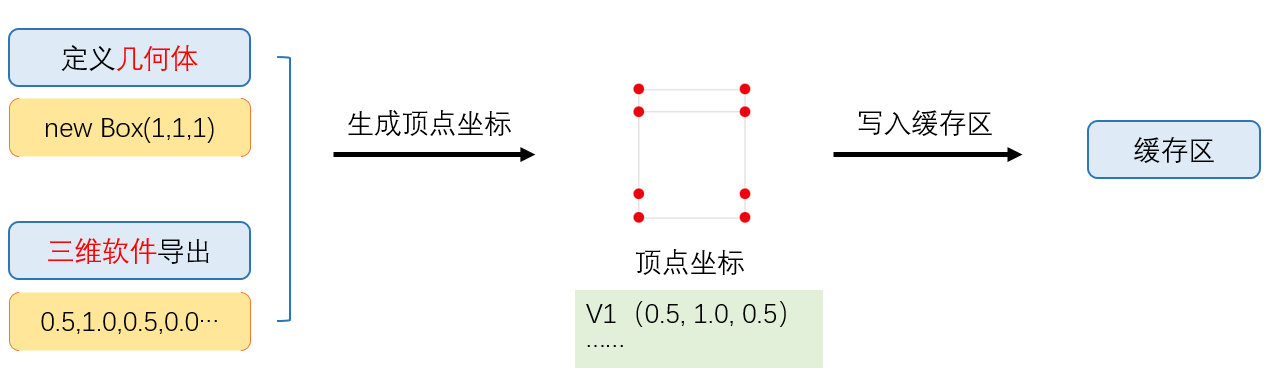 定义几何体
new Box(1,1,1)
三维软件导出
0.5,1.0,0.5,0.0…
生成顶点坐标
顶点坐标
V1（0.5, 1.0, 0.5）
……
写入缓存区
缓存区